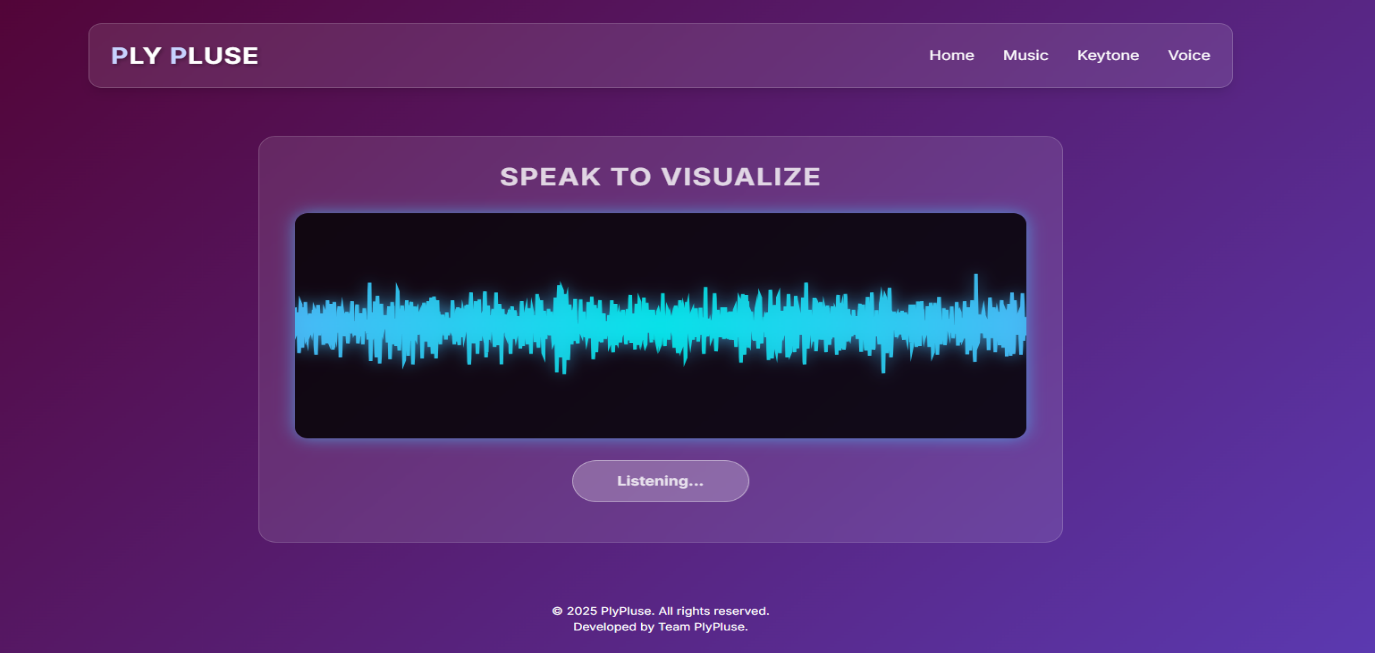 PLY PLUSE
Home Music Keytone Voice
SPEAK TO VISUALIZE
Listening...
© 2025 PlyPluse. All rights reserved.
Developed by Team PlyPluse.